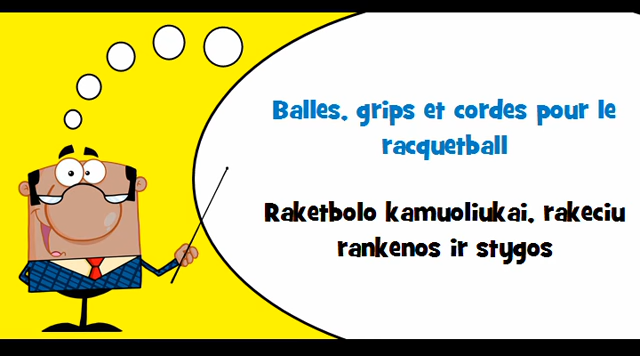 Balles, grips et cordes pour le
racquetball
Raketbolo kamuoliukai, rakeciu
rankenos ir stygos